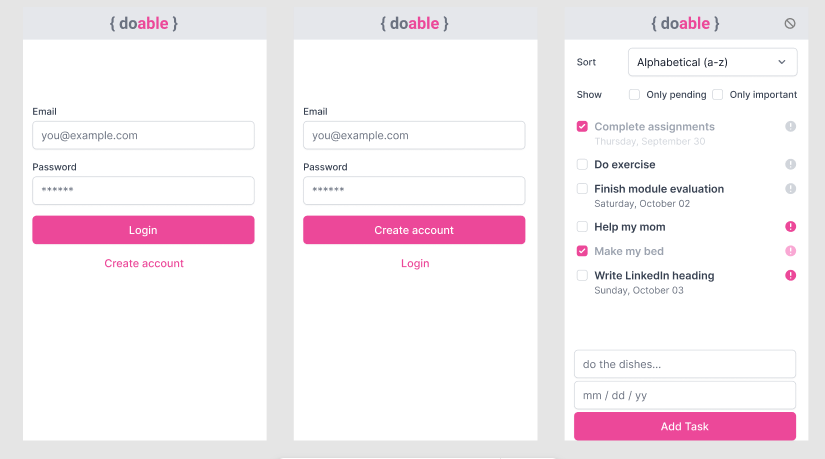 { doable }
Email
you@example.com
Password
******
Login
Create account
{ doable }
Email
you@example.com
Password
******
Create account
Login
{ doable }
Sort Alphabetical (a-z)
Show Only pending Only important
Complete assignments
Thursday, September 30
Do exercise
Finish module evaluation
Saturday, October 02
Help my mom
Make my bed
Write LinkedIn heading
Sunday, October 03
do the dishes...
mm / dd / yy
Add Task